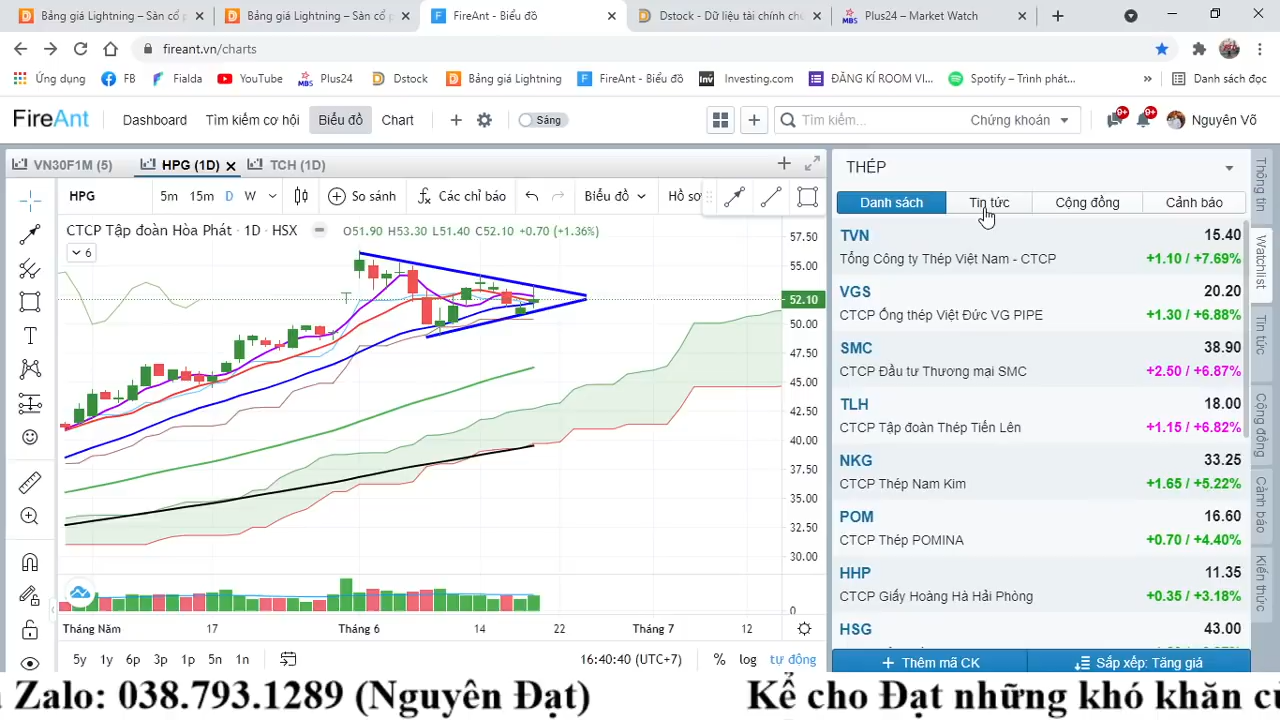 Bảng giá Lightning – Sàn cổ p
Bảng giá Lightning – Sàn cổ p
FireAnt - Biểu đồ
Dstock - Dữ liệu tài chính ch
MBS Plus24 – Market Watch
fireant.vn/charts
Ứng dụng
FB
Fialda
YouTube
MBS Plus24
Dstock
Bảng giá Lightning
FireAnt - Biểu đồ
Inv Investing.com
ĐĂNG KÍ ROOM VI...
Spotify – Trình phát...
»
Danh sách đọc
FireAnt
Dashboard
Tìm kiếm cơ hội
Biểu đồ
Chart
Sáng
Tìm kiếm...
Chứng khoán
9+
9+
Nguyên Võ
VN30F1M (5)
HPG (1D)
TCH (1D)
HPG
5m 15m D W
So sánh
Các chỉ báo
Biểu đồ
Hồ sơ
CTCP Tập đoàn Hòa Phát · 1D · HSX
O51.90 H53.30 L51.40 C52.10 +0.70 (+1.36%)
6
57.50
55.00
52.10
50.00
47.50
45.00
42.50
40.00
37.50
35.00
32.50
30.00
0
Tháng Năm 17 Tháng 6 14 22 Tháng 7 12
5y 1y 6p 3p 1p 5n 1n
16:40:40 (UTC+7)
% log tự động
THÉP
Danh sách
Tin tức
Cộng đồng
Cảnh báo
TVN 15.40
Tổng Công ty Thép Việt Nam - CTCP +1.10 / +7.69%
VGS 20.20
CTCP Ống thép Việt Đức VG PIPE +1.30 / +6.88%
SMC 38.90
CTCP Đầu tư Thương mại SMC +2.50 / +6.87%
TLH 18.00
CTCP Tập đoàn Thép Tiến Lên +1.15 / +6.82%
NKG 33.25
CTCP Thép Nam Kim +1.65 / +5.22%
POM 16.60
CTCP Thép POMINA +0.70 / +4.40%
HHP 11.35
CTCP Giấy Hoàng Hà Hải Phòng +0.35 / +3.18%
HSG 43.00
Thêm mã CK
Sắp xếp: Tăng giá
Thông tin
Watchlist
Tin tức
Cộng đồng
Cảnh báo
Kiến thức
Zalo: 038.793.1289 (Nguyên Đạt)
Kể cho Đạt những khó khăn củ